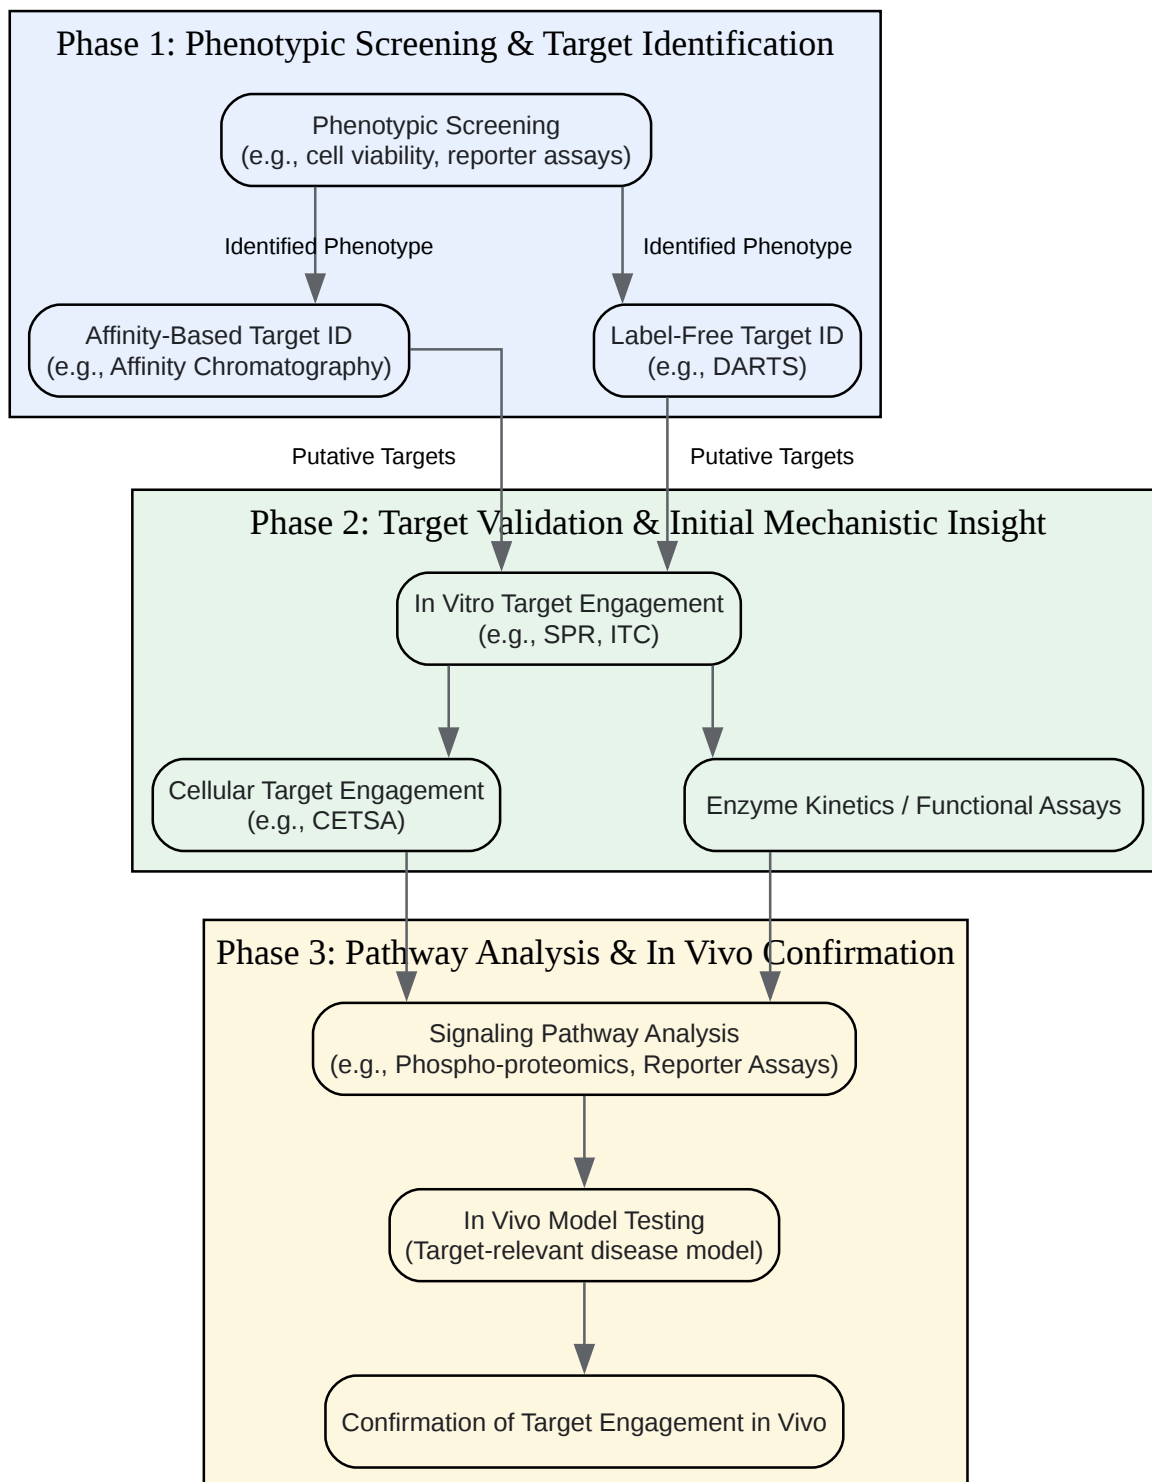 Phase 1: Phenotypic Screening & Target Identification
Phenotypic Screening
(e.g., cell viability, reporter assays)
Identified Phenotype
Identified Phenotype
Affinity-Based Target ID
(e.g., Affinity Chromatography)
Label-Free Target ID
(e.g., DARTS)
Putative Targets
Putative Targets
Phase 2: Target Validation & Initial Mechanistic Insight
In Vitro Target Engagement
(e.g., SPR, ITC)
Cellular Target Engagement
(e.g., CETSA)
Enzyme Kinetics / Functional Assays
Phase 3: Pathway Analysis & In Vivo Confirmation
Signaling Pathway Analysis
(e.g., Phospho-proteomics, Reporter Assays)
In Vivo Model Testing
(Target-relevant disease model)
Confirmation of Target Engagement in Vivo